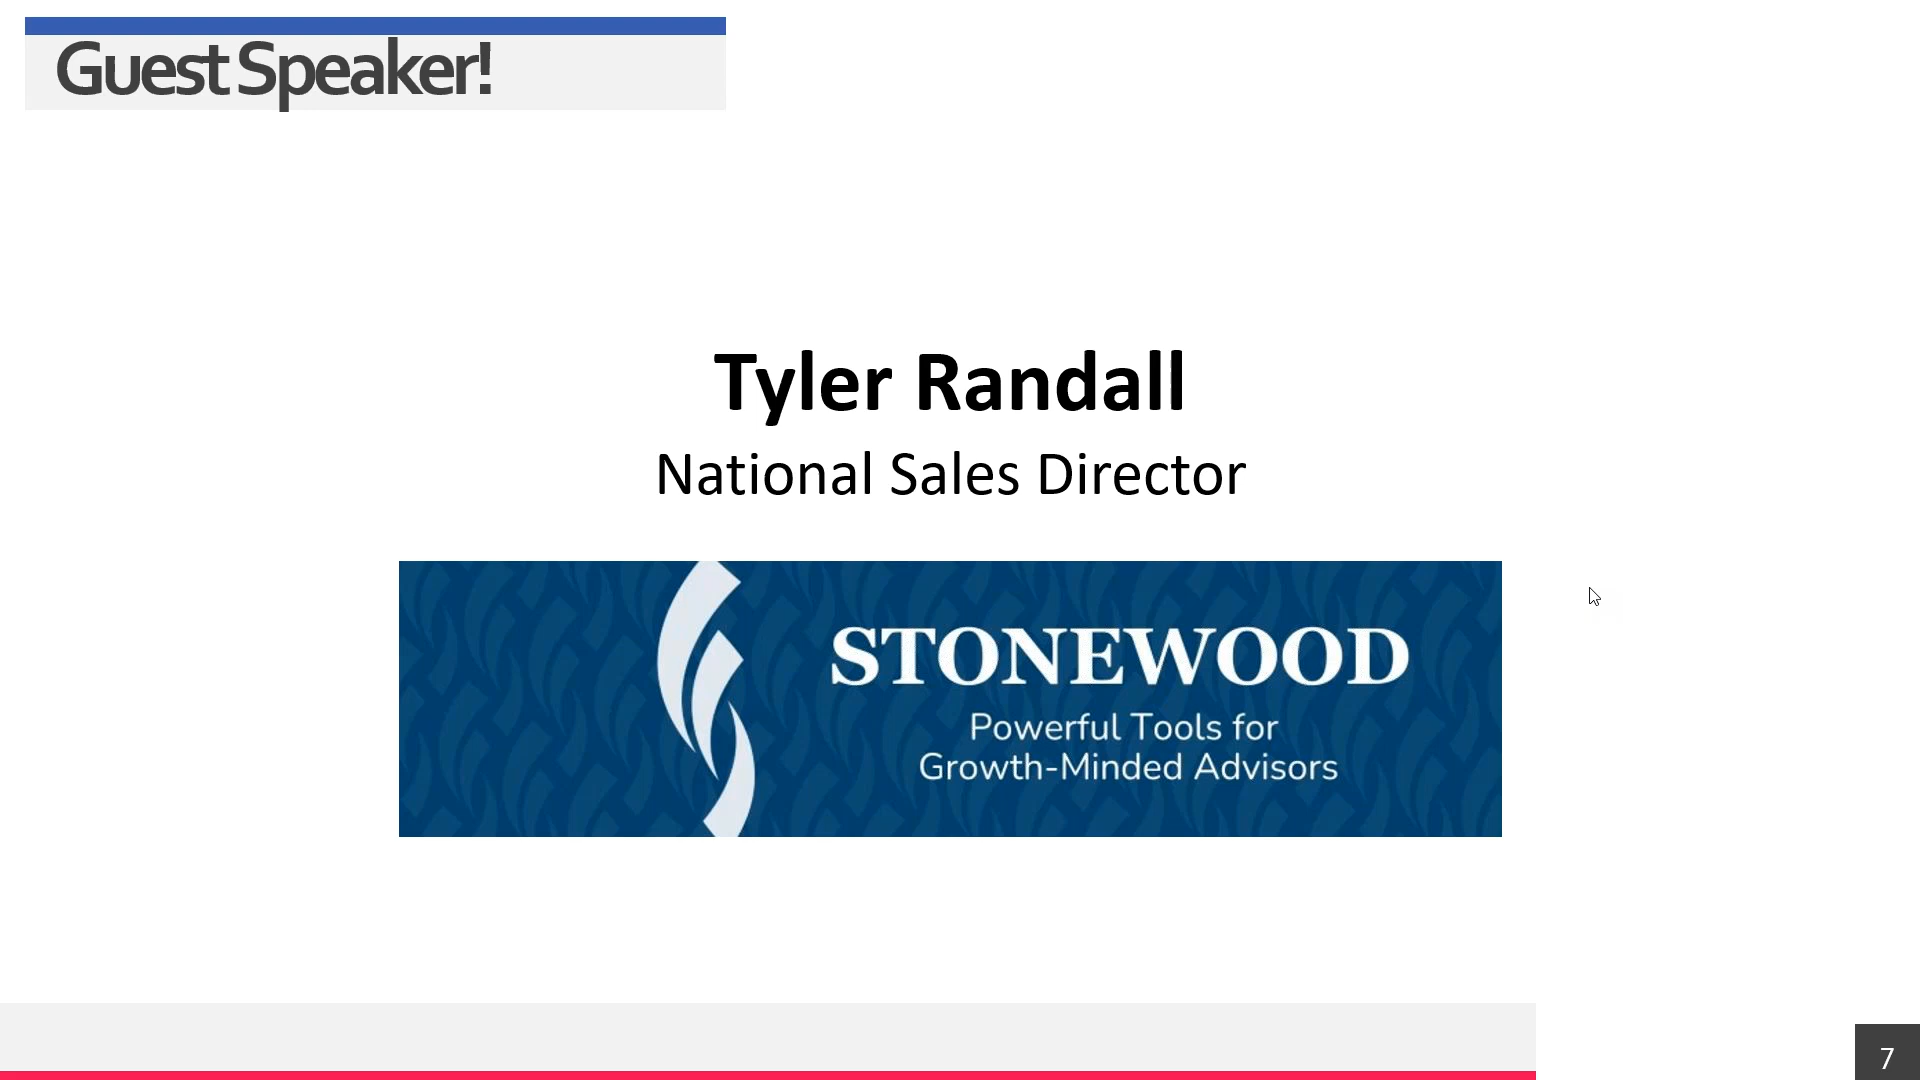 Guest Speaker!
Tyler Randall
National Sales Director
STONEWOOD
Powerful Tools for
Growth-Minded Advisors
7